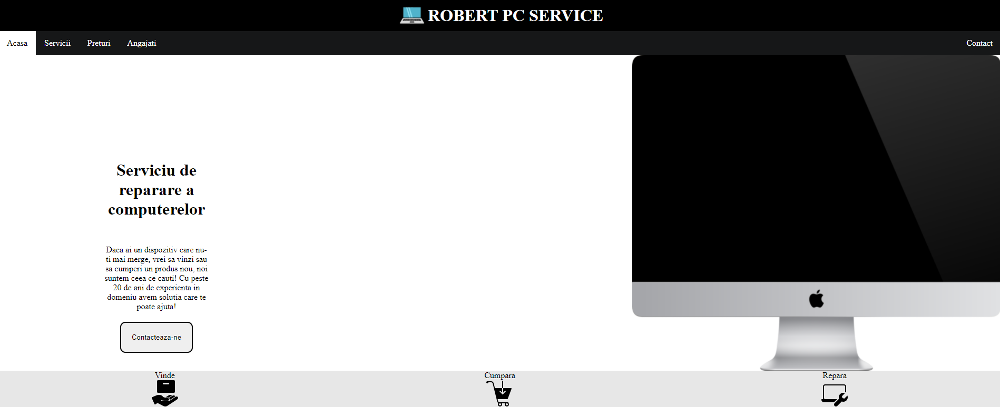 ROBERT PC SERVICE
Acasa Servicii Preturi Angajati Contact
Serviciu de
reparare a
computerelor
Daca ai un dispozitiv care nu-
ti mai merge, vrei sa vinzi sau
sa cumperi un produs nou, noi
suntem ceea ce cauti! Cu peste
20 de ani de experienta in
domeniu avem solutia care te
poate ajuta!
Contacteaza-ne
Vinde Cumpara Repara